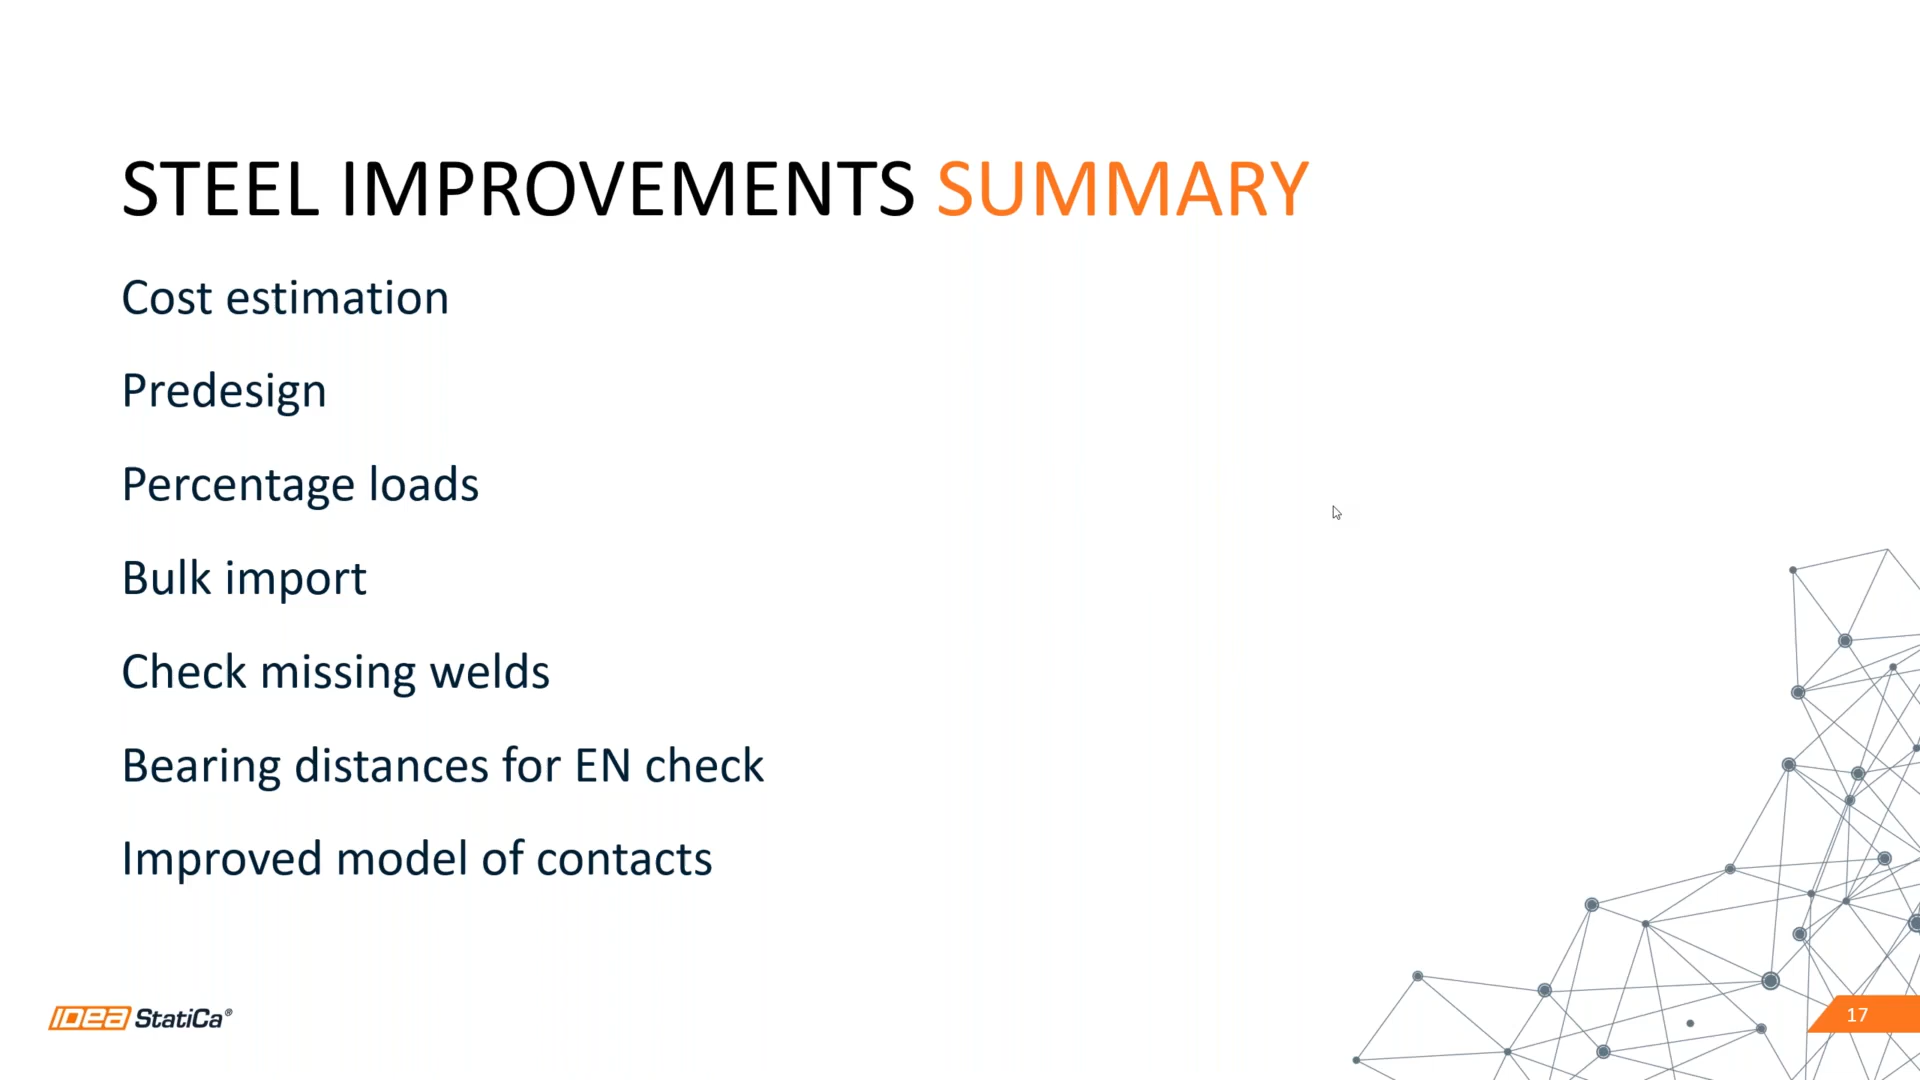 STEEL IMPROVEMENTS SUMMARY
Cost estimation
Predesign
Percentage loads
Bulk import
Check missing welds
Bearing distances for EN check
Improved model of contacts
IDEA StatiCa®
17